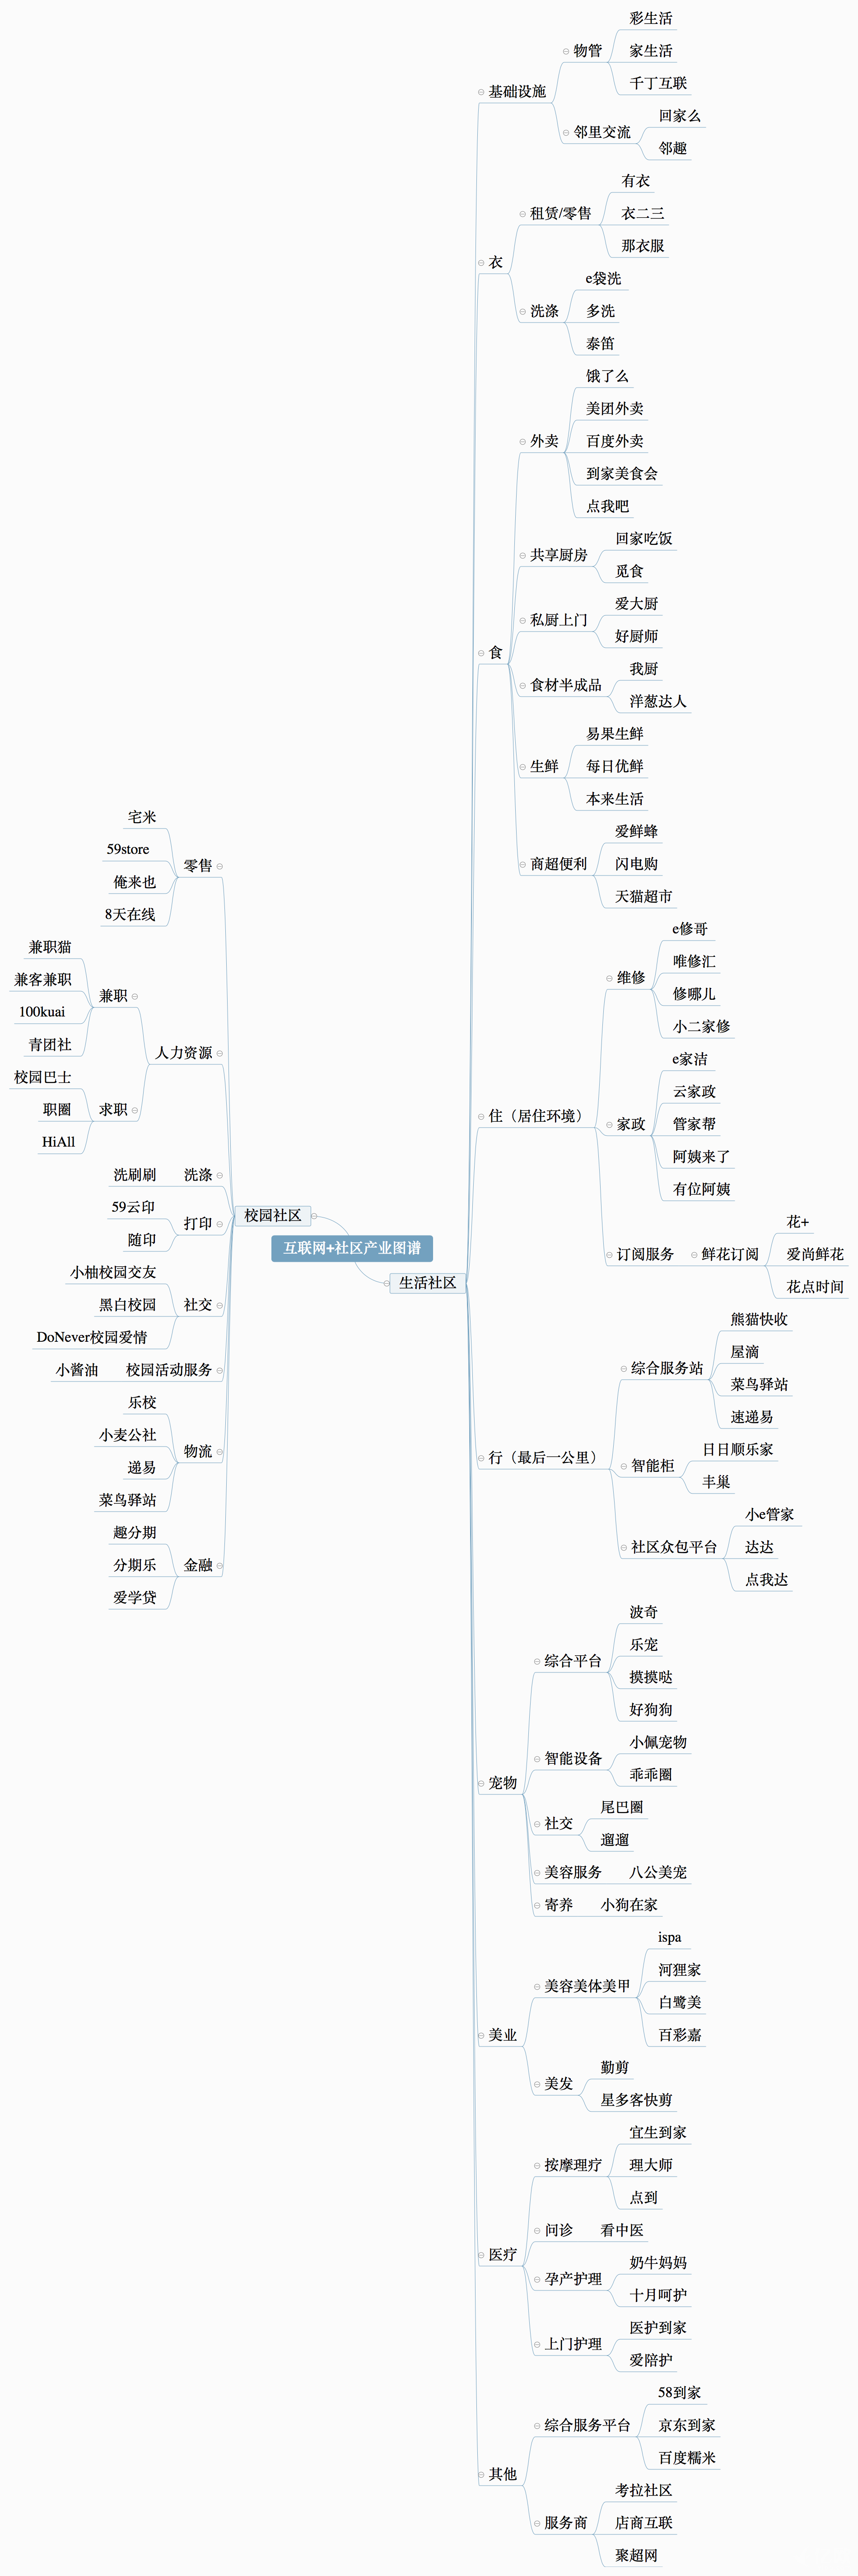 互联网+社区产业图谱
校园社区
零售
宅米
59store
俺来也
8天在线
人力资源
兼职
兼职猫
兼客兼职
100kuai
青团社
求职
校园巴士
职圈
HiAll
洗涤
洗刷刷
打印
59云印
随印
社交
小柚校园交友
黑白校园
DoNever校园爱情
校园活动服务
小酱油
物流
乐校
小麦公社
递易
菜鸟驿站
金融
趣分期
分期乐
爱学贷
生活社区
基础设施
物管
彩生活
家生活
千丁互联
邻里交流
回家么
邻趣
衣
租赁/零售
有衣
衣二三
那衣服
洗涤
e袋洗
多洗
泰笛
食
外卖
饿了么
美团外卖
百度外卖
到家美食会
点我吧
共享厨房
回家吃饭
觅食
私厨上门
爱大厨
好厨师
食材半成品
我厨
洋葱达人
生鲜
易果生鲜
每日优鲜
本来生活
商超便利
爱鲜蜂
闪电购
天猫超市
住（居住环境）
维修
e修哥
唯修汇
修哪儿
小二家修
家政
e家洁
云家政
管家帮
阿姨来了
有位阿姨
订阅服务
鲜花订阅
花+
爱尚鲜花
花点时间
行（最后一公里）
综合服务站
熊猫快收
屋滴
菜鸟驿站
速递易
智能柜
日日顺乐家
丰巢
社区众包平台
小e管家
达达
点我达
宠物
综合平台
波奇
乐宠
摸摸哒
好狗狗
智能设备
小佩宠物
乖乖圈
社交
尾巴圈
遛遛
美容服务
八公美宠
寄养
小狗在家
美业
美容美体美甲
ispa
河狸家
白鹭美
百彩嘉
美发
勤剪
星多客快剪
医疗
按摩理疗
宜生到家
理大师
点到
问诊
看中医
孕产护理
奶牛妈妈
十月呵护
上门护理
医护到家
爱陪护
其他
综合服务平台
58到家
京东到家
百度糯米
服务商
考拉社区
店商互联
聚超网